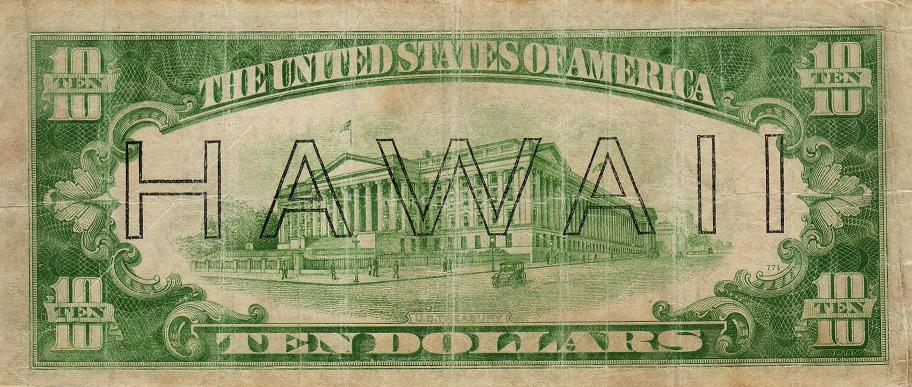 10 TEN 10
10 TEN 10
THE UNITED STATES OF AMERICA
HAWAII
771
U.S. TREASURY
10 TEN 10
10 TEN 10
TEN DOLLARS